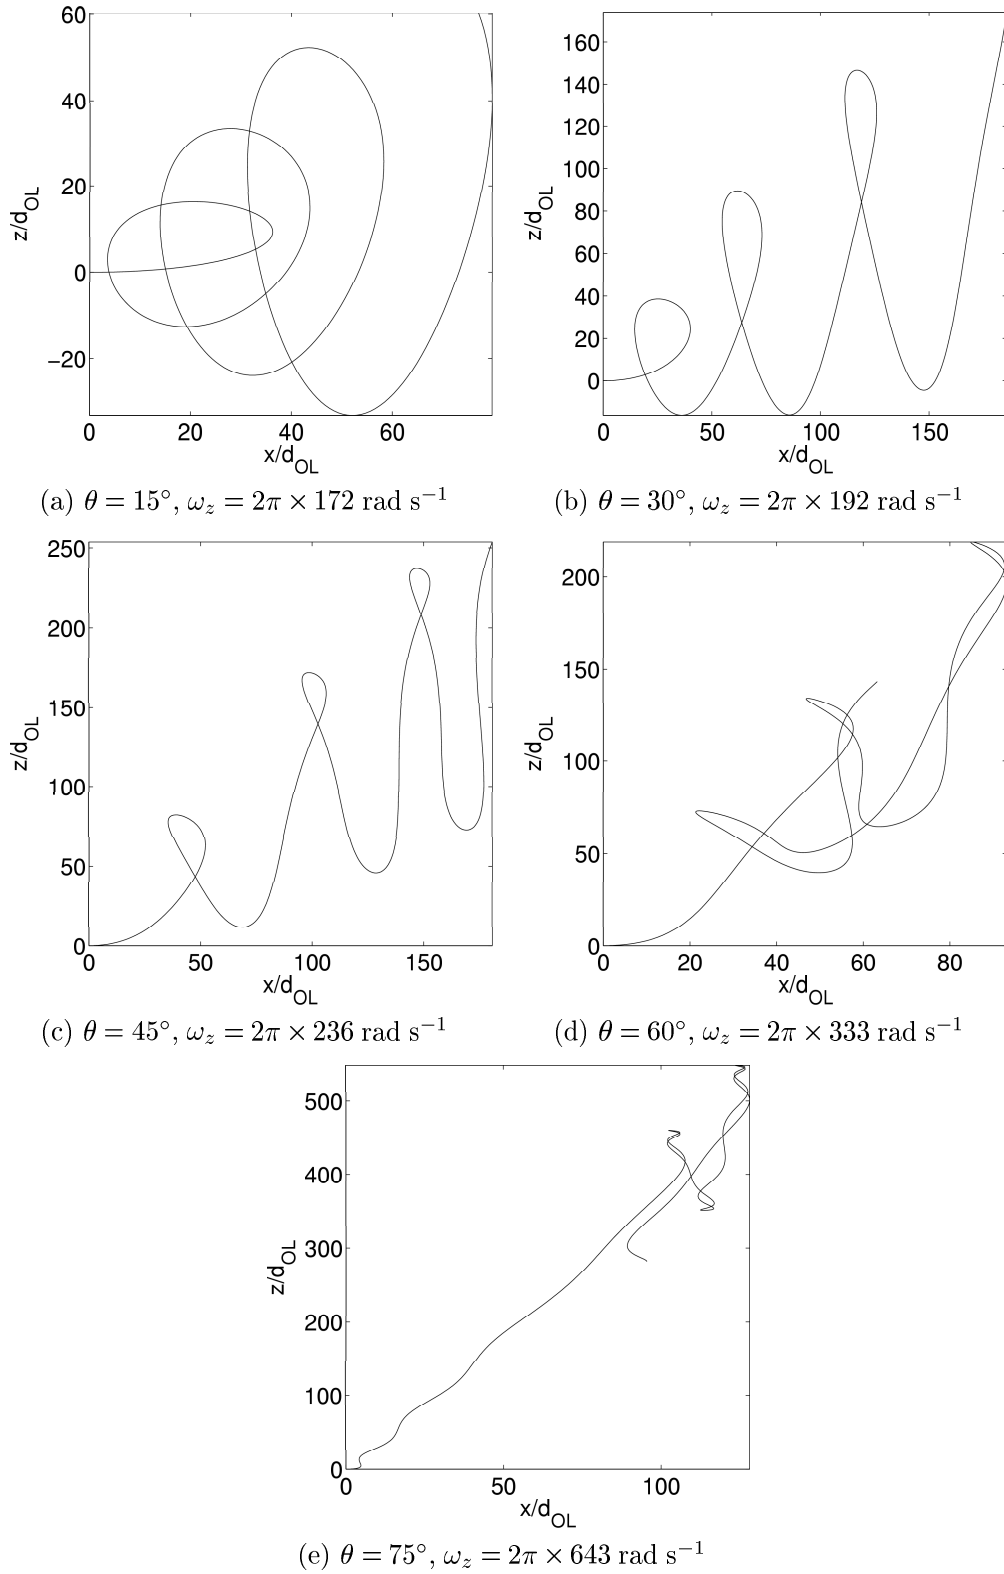 60
40
20
0
−20
z/d_OL
0 20 40 60
x/d_OL
(a) θ = 15°, ω_z = 2π × 172 rad s⁻¹
160
140
120
100
80
60
40
20
0
z/d_OL
0 50 100 150
x/d_OL
(b) θ = 30°, ω_z = 2π × 192 rad s⁻¹
250
200
150
100
50
0
z/d_OL
0 50 100 150
x/d_OL
(c) θ = 45°, ω_z = 2π × 236 rad s⁻¹
200
150
100
50
0
z/d_OL
0 20 40 60 80
x/d_OL
(d) θ = 60°, ω_z = 2π × 333 rad s⁻¹
500
400
300
200
100
0
z/d_OL
0 50 100
x/d_OL
(e) θ = 75°, ω_z = 2π × 643 rad s⁻¹